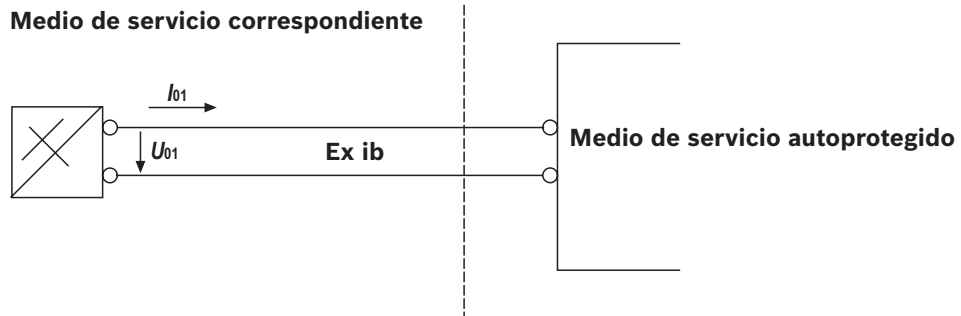 Medio de servicio correspondiente
I01
U01
Ex ib
Medio de servicio autoprotegido